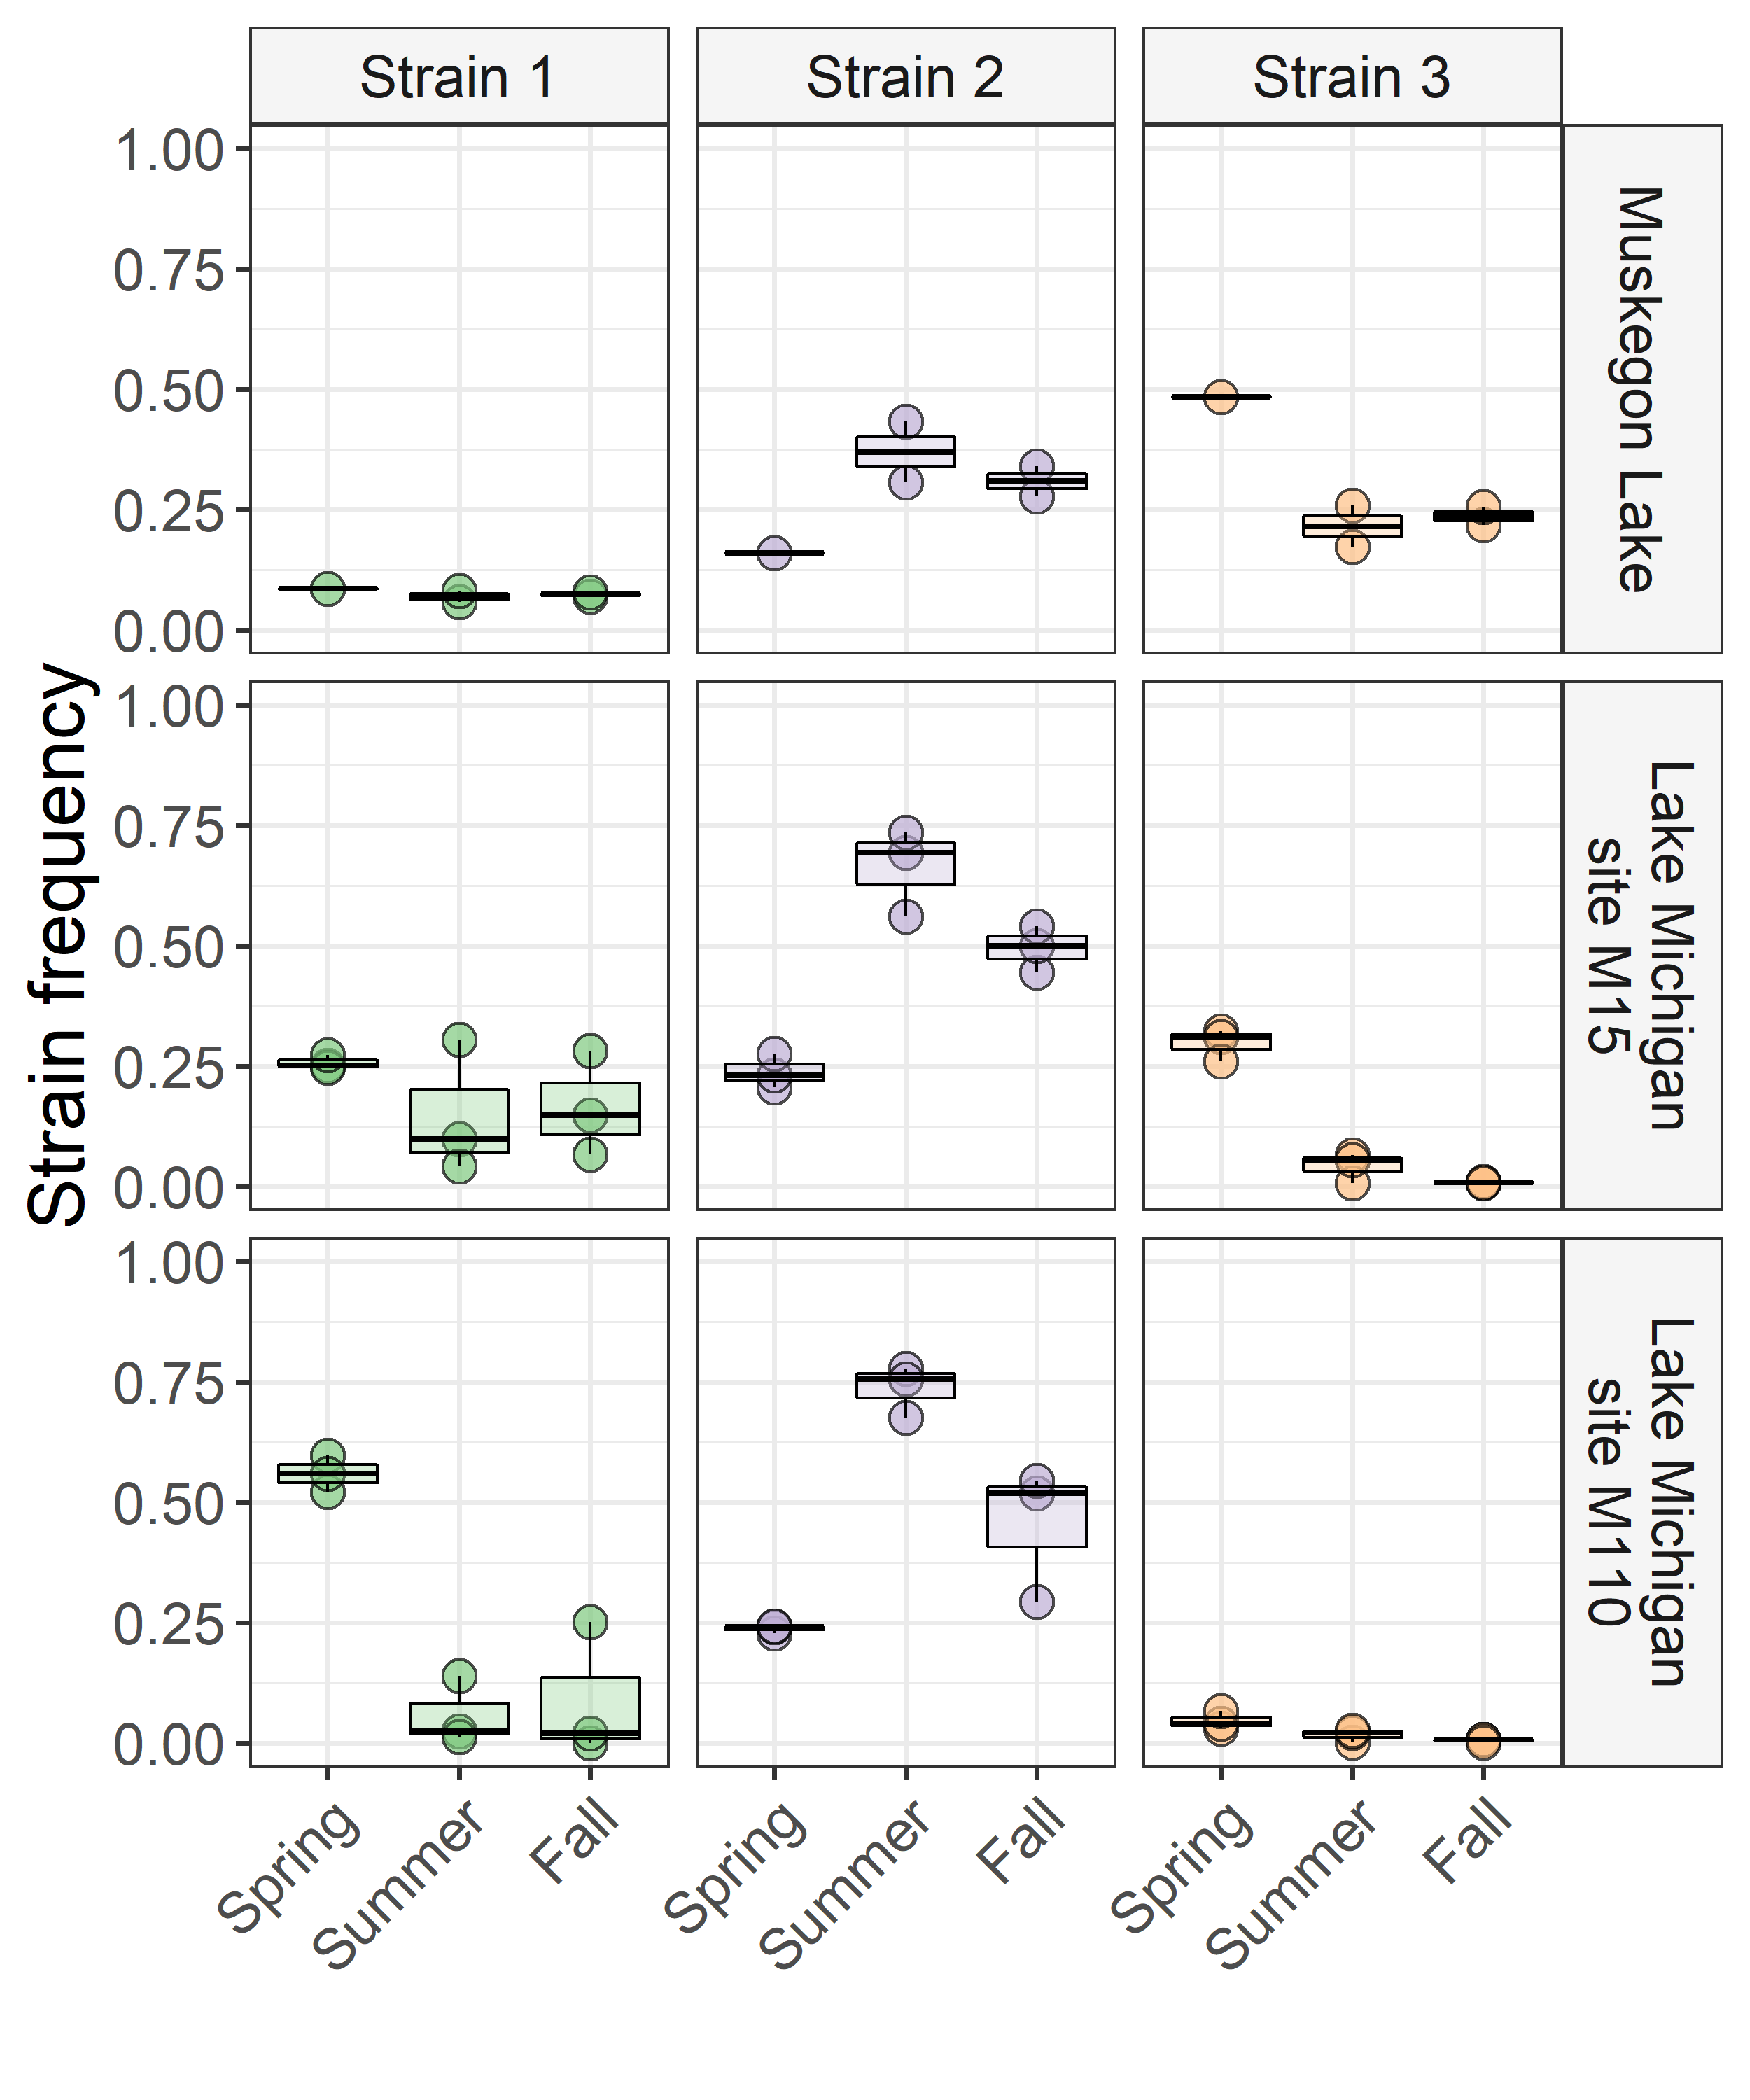 Strain 1
Strain 2
Strain 3
Strain frequency
1.00
0.75
0.50
0.25
0.00
Muskegon Lake
1.00
0.75
0.50
0.25
0.00
Lake Michigan
site M15
1.00
0.75
0.50
0.25
0.00
Lake Michigan
site M110
Spring
Summer
Fall
Spring
Summer
Fall
Spring
Summer
Fall